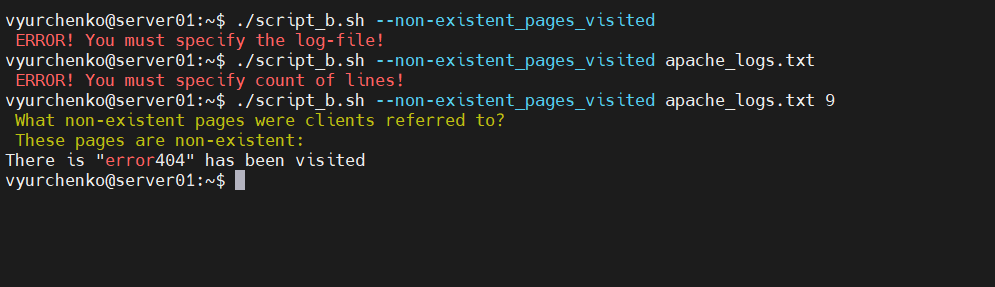 vyurchenko@server01:~$ ./script_b.sh --non-existent_pages_visited
ERROR! You must specify the log-file!
vyurchenko@server01:~$ ./script_b.sh --non-existent_pages_visited apache_logs.txt
ERROR! You must specify count of lines!
vyurchenko@server01:~$ ./script_b.sh --non-existent_pages_visited apache_logs.txt 9
What non-existent pages were clients referred to?
These pages are non-existent:
There is "error404" has been visited
vyurchenko@server01:~$